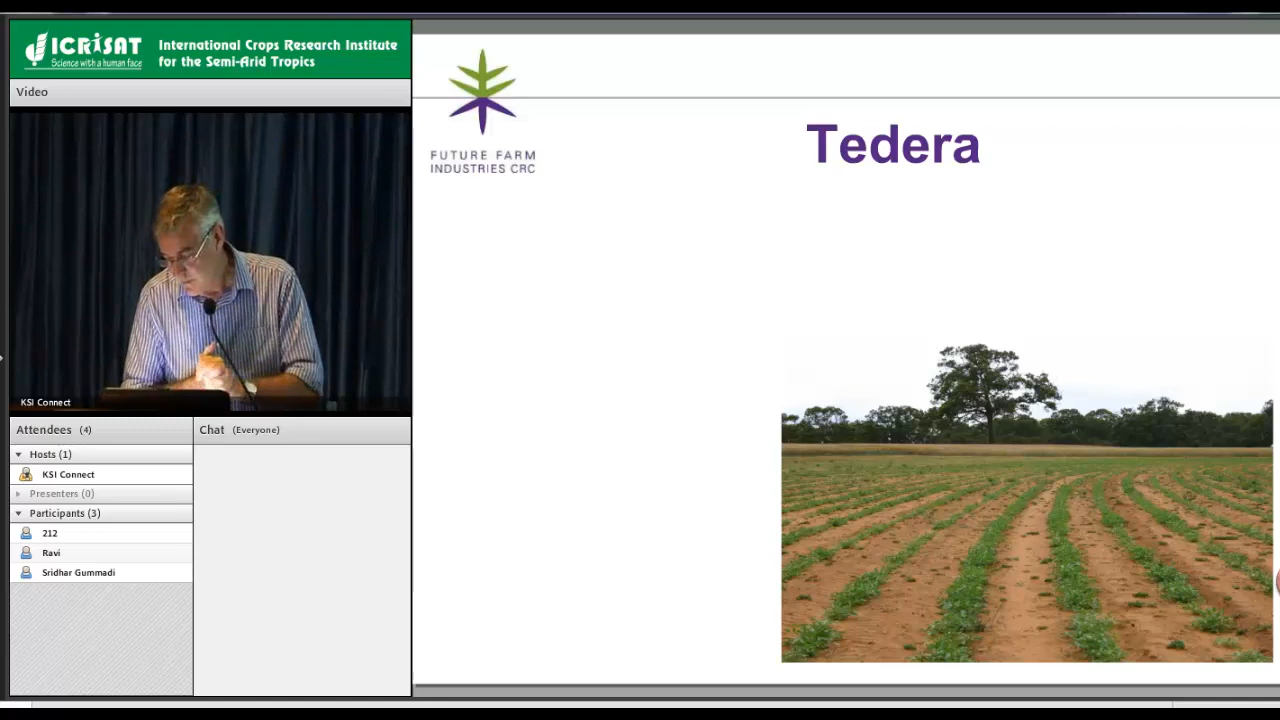 ICRISAT
Science with a human face
International Crops Research Institute
for the Semi-Arid Tropics
Video
KSI Connect
Attendees (4)
Hosts (1)
KSI Connect
Presenters (0)
Participants (3)
212
Ravi
Sridhar Gummadi
Chat (Everyone)
FUTURE FARM
INDUSTRIES CRC
Tedera